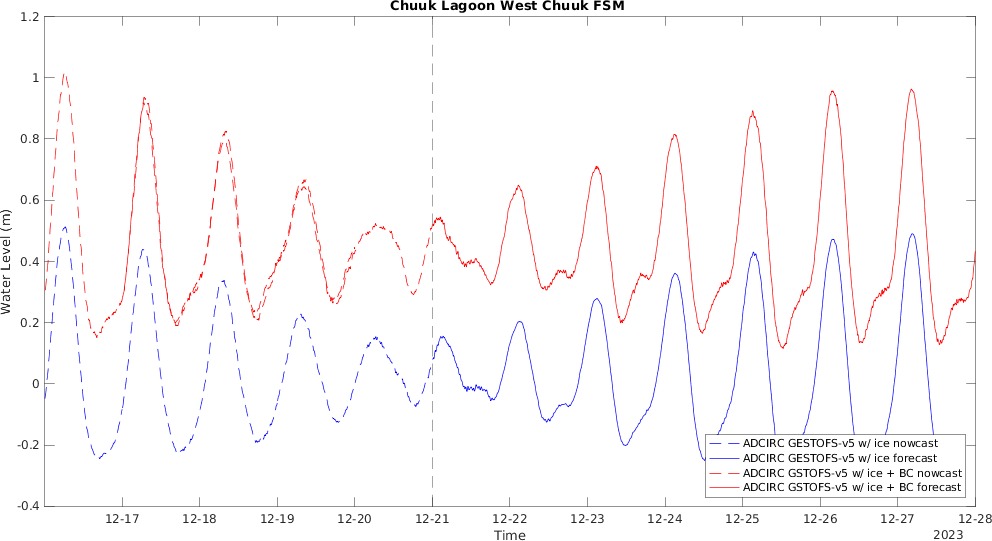 Chuuk Lagoon West Chuuk FSM
1.2
1
0.8
0.6
0.4
0.2
0
-0.2
-0.4
Water Level (m)
12-17 12-18 12-19 12-20 12-21 12-22 12-23 12-24 12-25 12-26 12-27 12-28
Time
2023
ADCIRC GESTOFS-v5 w/ ice nowcast
ADCIRC GESTOFS-v5 w/ ice forecast
ADCIRC GSTOFS-v5 w/ ice + BC nowcast
ADCIRC GSTOFS-v5 w/ ice + BC forecast